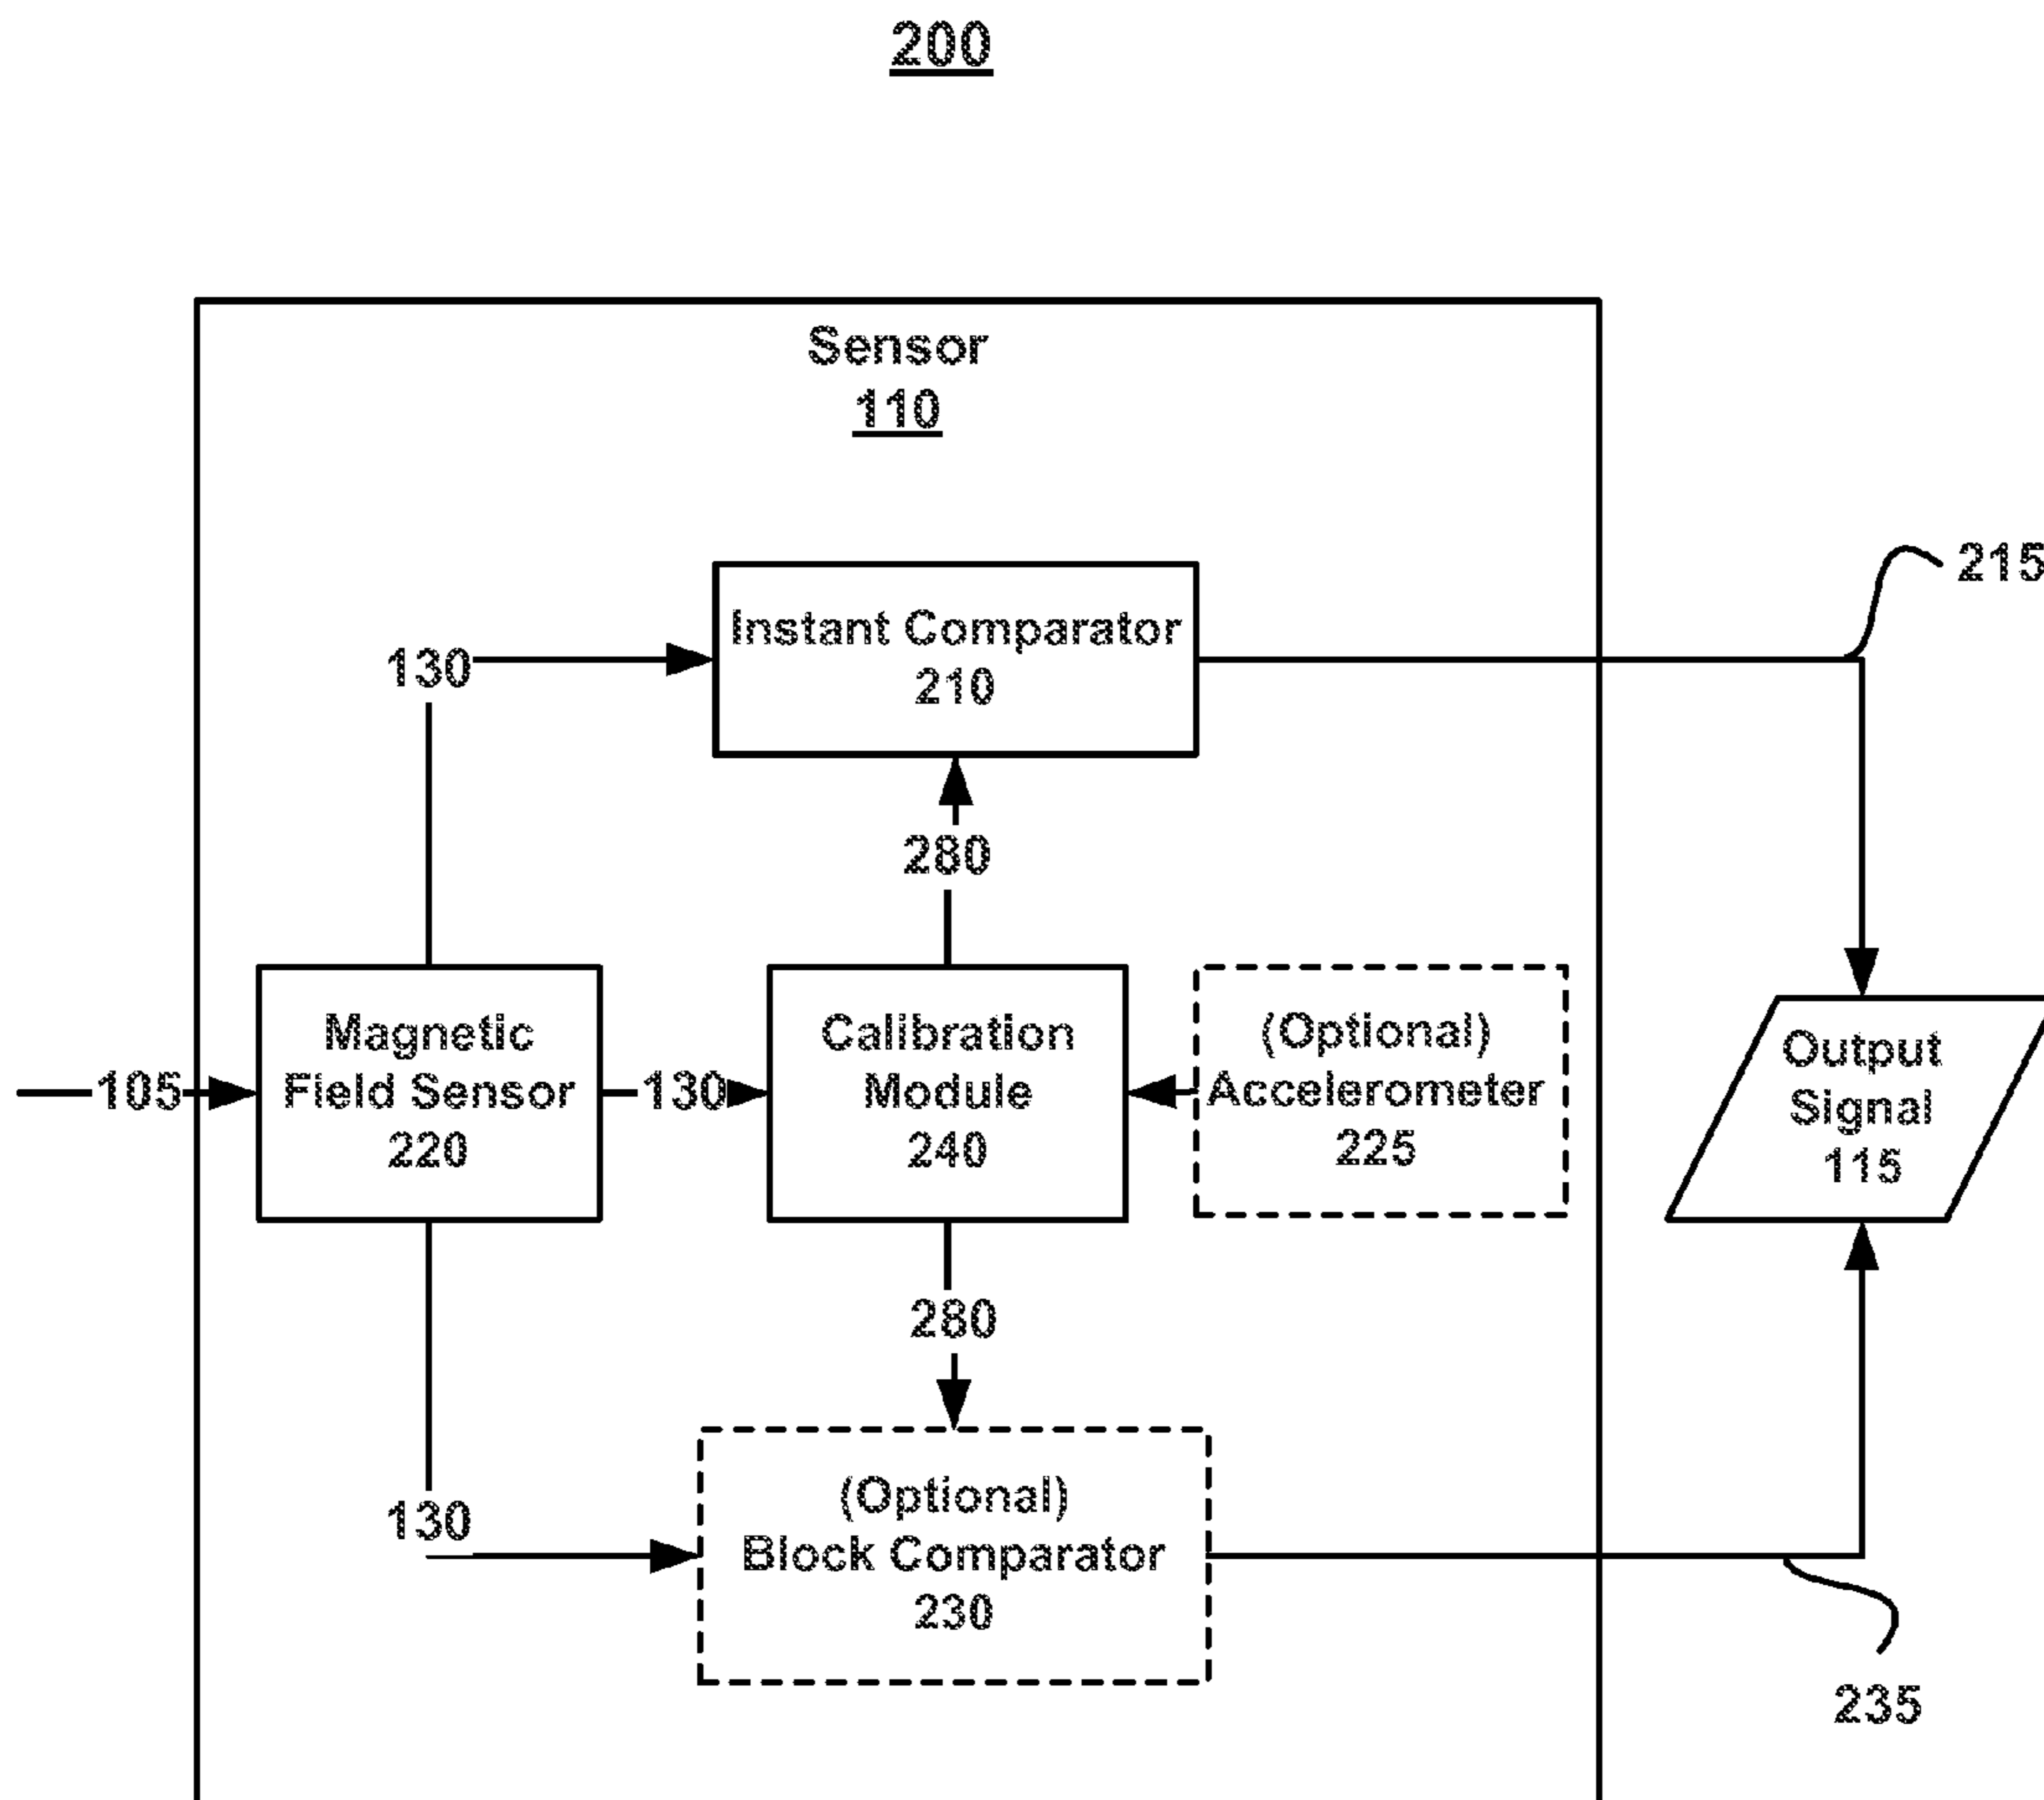 200
Sensor
110
215
Instant Comparator
210
130
280
Magnetic
Field Sensor
220
105
130
Calibration
Module
240
(Optional)
Accelerometer
225
Output
Signal
115
280
130
(Optional)
Block Comparator
230
235